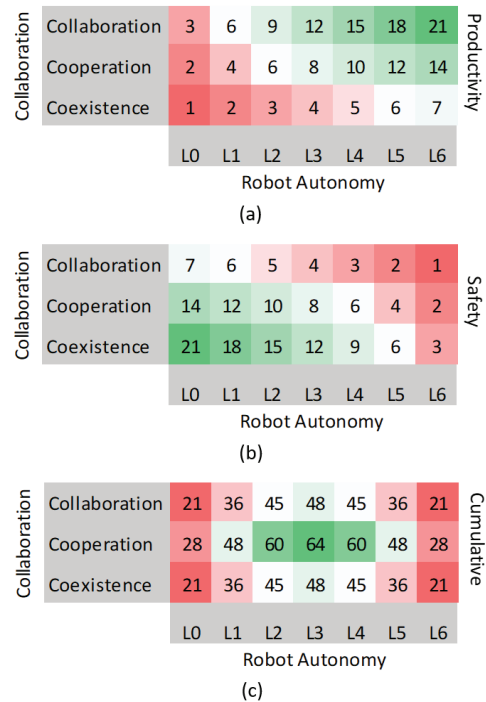 Collaboration 3 6 9 12 15 18 21
Cooperation 2 4 6 8 10 12 14
Coexistence 1 2 3 4 5 6 7
L0 L1 L2 L3 L4 L5 L6
Collaboration
Productivity
Robot Autonomy
(a)
Collaboration 7 6 5 4 3 2 1
Cooperation 14 12 10 8 6 4 2
Coexistence 21 18 15 12 9 6 3
L0 L1 L2 L3 L4 L5 L6
Collaboration
Safety
Robot Autonomy
(b)
Collaboration 21 36 45 48 45 36 21
Cooperation 28 48 60 64 60 48 28
Coexistence 21 36 45 48 45 36 21
L0 L1 L2 L3 L4 L5 L6
Collaboration
Cumulative
Robot Autonomy
(c)